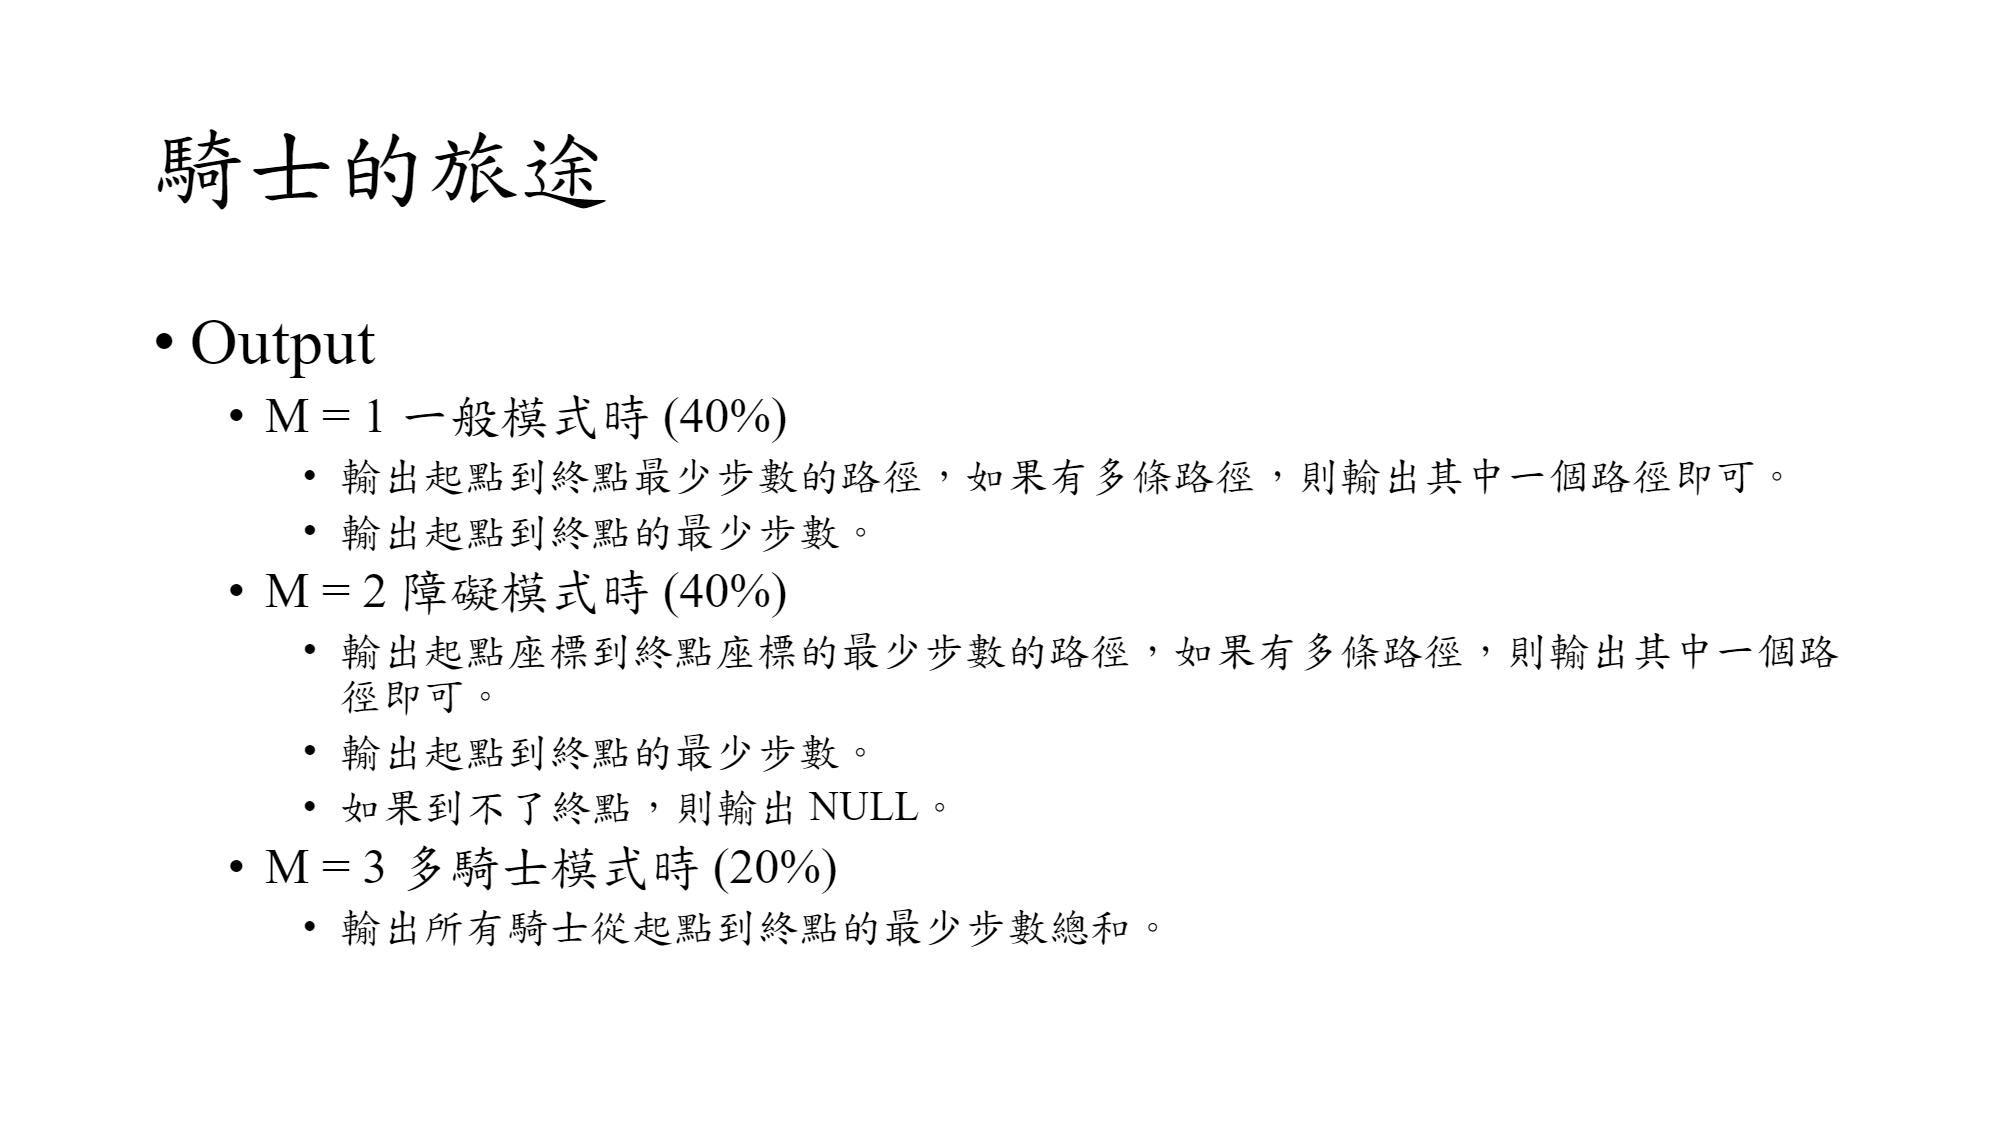 騎士的旅途
• Output
• M = 1 一般模式時 (40%)
• 輸出起點到終點最少步數的路徑，如果有多條路徑，則輸出其中一個路徑即可。
• 輸出起點到終點的最少步數。
• M = 2 障礙模式時 (40%)
• 輸出起點座標到終點座標的最少步數的路徑，如果有多條路徑，則輸出其中一個路
徑即可。
• 輸出起點到終點的最少步數。
• 如果到不了終點，則輸出 NULL。
• M = 3 多騎士模式時 (20%)
• 輸出所有騎士從起點到終點的最少步數總和。